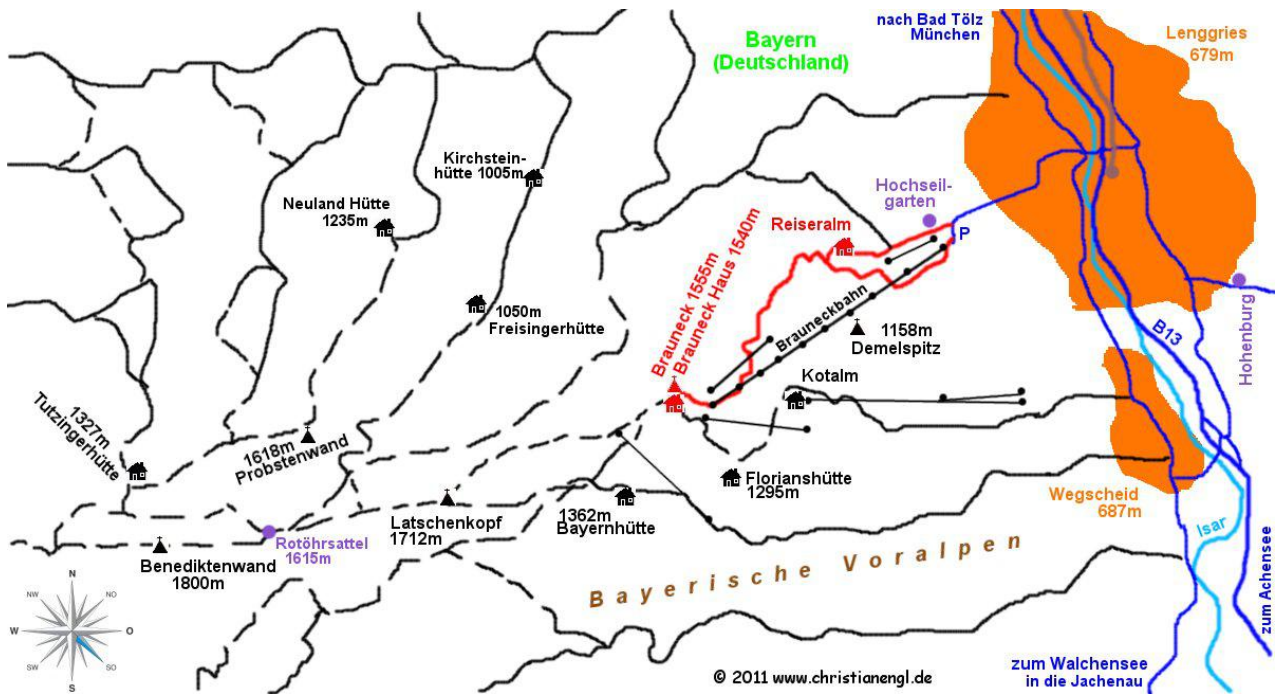 nach Bad Tölz
München
Lenggries
679m
Bayern
(Deutschland)
Kirchstein-
hütte 1005m
Neuland Hütte
1235m
Hochseil-
garten
P
Reiseralm
Brauneck 1555m
Brauneck Haus 1540m
Brauneckbahn
1050m
Freisingerhütte
1158m
Demelspitz
B13
Hohenburg
Kotalm
1327m
Tutzingerhütte
1618m
Probstenwand
Florianshütte
1295m
Wegscheid
687m
Latschenkopf
1712m
1362m
Bayernhütte
Rotöhrsattel
1615m
Benediktenwand
1800m
Isar
Bayerische Voralpen
zum Achensee
N
NW
NO
W
O
SW
SO
S
zum Walchensee
in die Jachenau
© 2011 www.christianengl.de